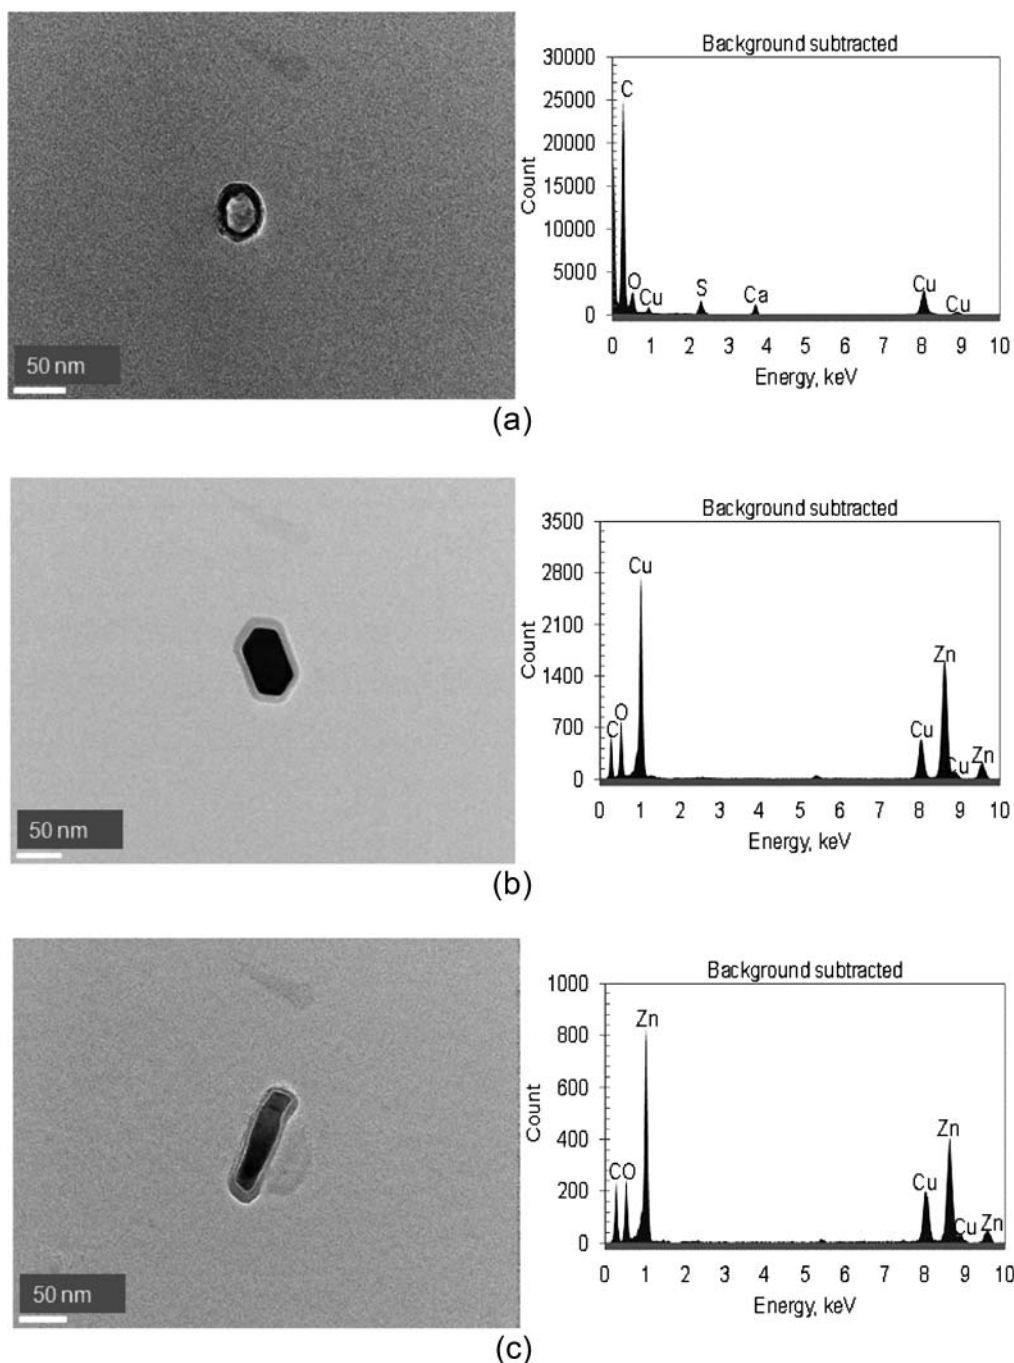 50 nm
Background subtracted
Count
30000
25000
20000
15000
10000
5000
0
C
O
Cu
S
Ca
Cu
Cu
0 1 2 3 4 5 6 7 8 9 10
Energy, keV
(a)
50 nm
Background subtracted
Count
3500
2800
2100
1400
700
0
C
O
Cu
Cu
Zn
Cu
Zn
0 1 2 3 4 5 6 7 8 9 10
Energy, keV
(b)
50 nm
Background subtracted
Count
1000
800
600
400
200
0
C
O
Zn
Cu
Zn
Cu
Zn
0 1 2 3 4 5 6 7 8 9 10
Energy, keV
(c)